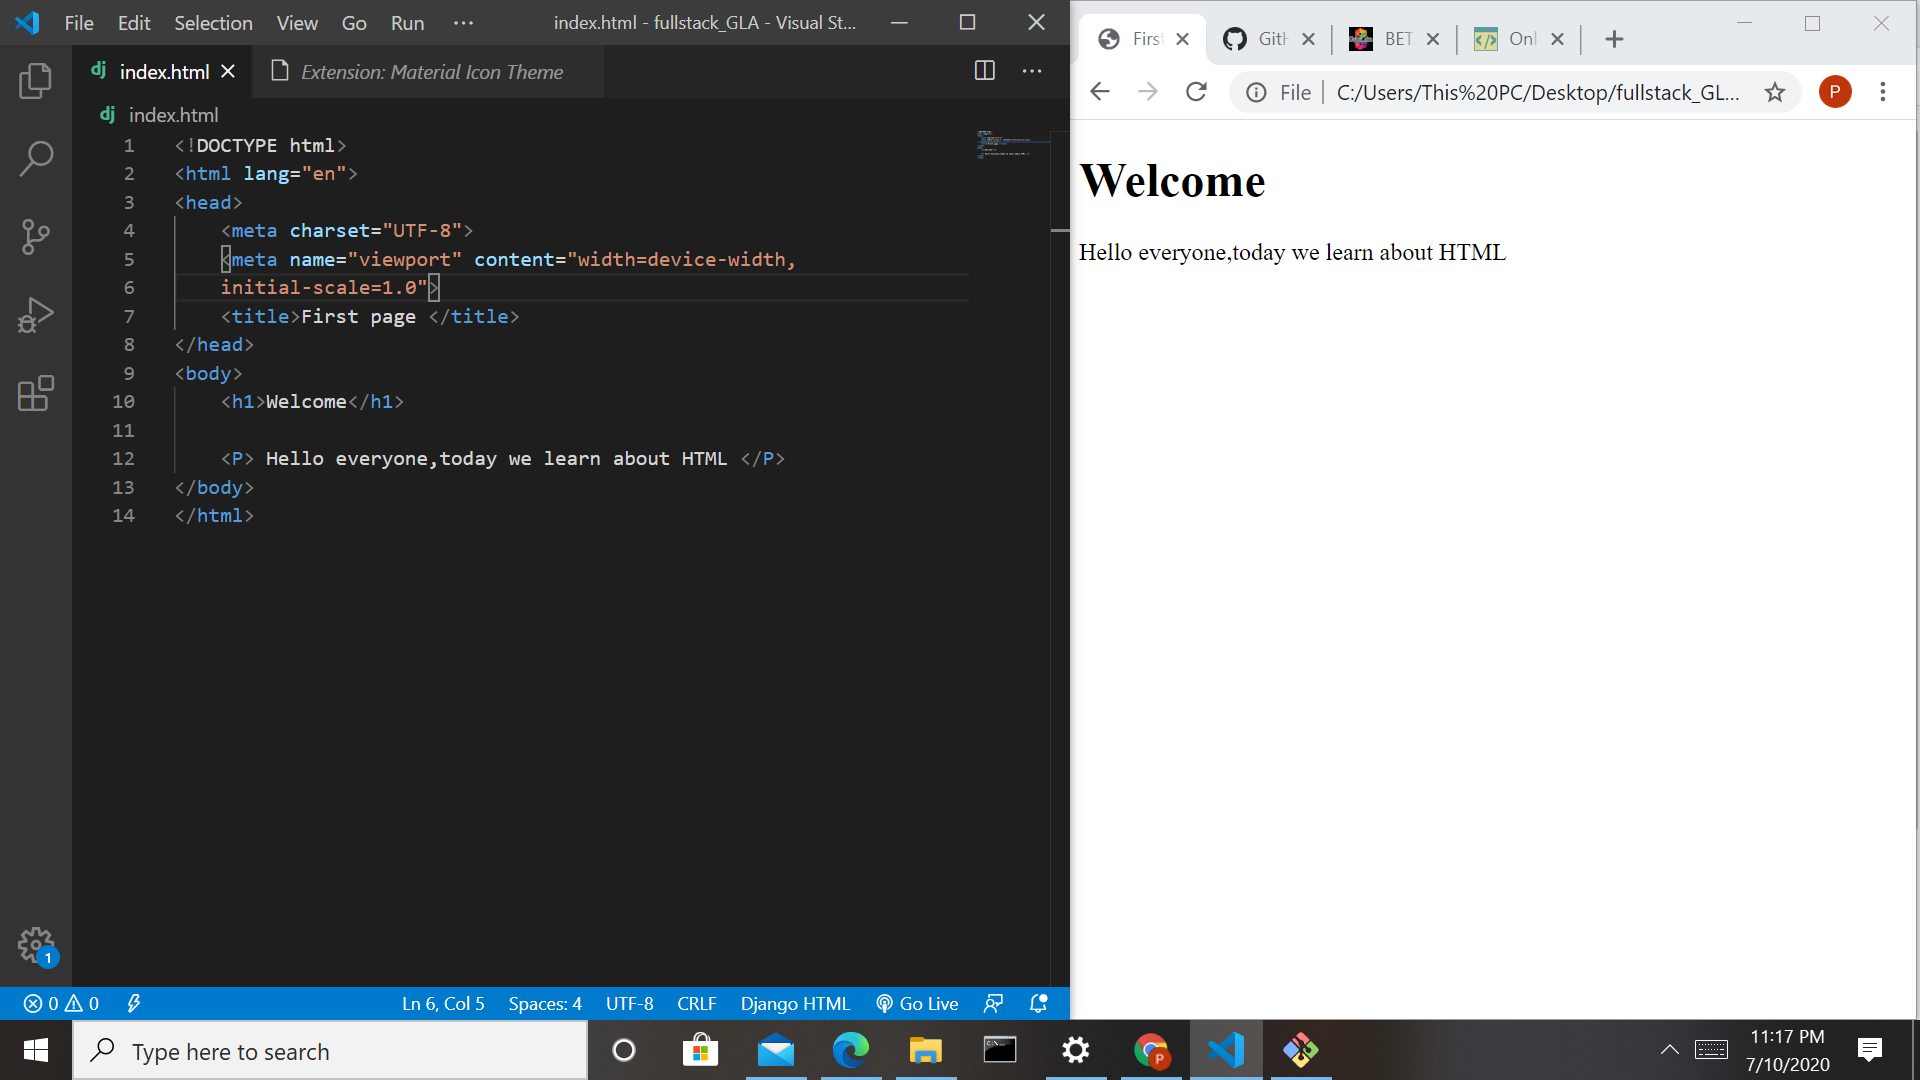 File Edit Selection View Go Run ··· index.html - fullstack_GLA - Visual St...
dj index.html Extension: Material Icon Theme ···
dj index.html
1 <!DOCTYPE html>
2 <html lang="en">
3 <head>
4 <meta charset="UTF-8">
5 <meta name="viewport" content="width=device-width,
6 initial-scale=1.0">
7 <title>First page </title>
8 </head>
9 <body>
10 <h1>Welcome</h1>
11
12 <P> Hello everyone,today we learn about HTML </P>
13 </body>
14 </html>
1
0 0 Ln 6, Col 5 Spaces: 4 UTF-8 CRLF Django HTML Go Live
Firs Git BET Onl
File C:/Users/This%20PC/Desktop/fullstack_GL... P
Welcome
Hello everyone,today we learn about HTML
Type here to search
P
11:17 PM
7/10/2020